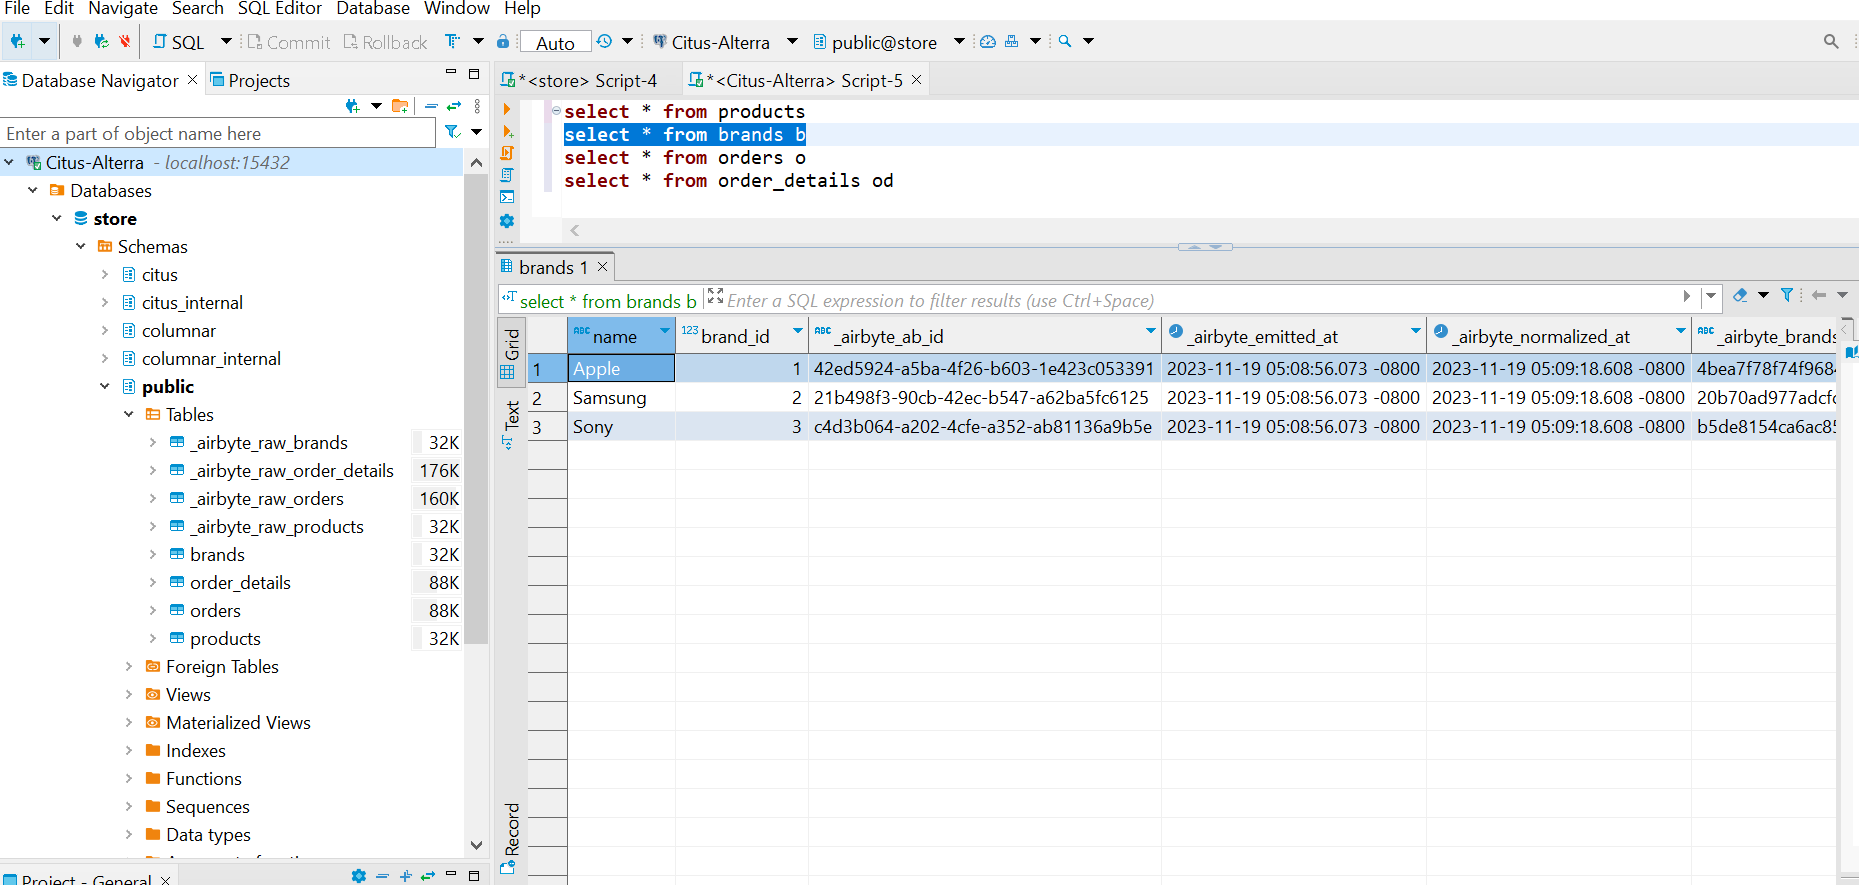 File Edit Navigate Search SQL Editor Database Window Help
SQL Commit Rollback Auto Citus-Alterra public@store
Database Navigator Projects
Enter a part of object name here
Citus-Alterra - localhost:15432
Databases
store
Schemas
citus
citus_internal
columnar
columnar_internal
public
Tables
_airbyte_raw_brands 32K
_airbyte_raw_order_details 176K
_airbyte_raw_orders 160K
_airbyte_raw_products 32K
brands 32K
order_details 88K
orders 88K
products 32K
Foreign Tables
Views
Materialized Views
Indexes
Functions
Sequences
Data types
Project - General
*<store> Script-4 *<Citus-Alterra> Script-5
select * from products
select * from brands b
select * from orders o
select * from order_details od
brands 1
select * from brands b Enter a SQL expression to filter results (use Ctrl+Space)
Grid
Text
Record
name brand_id _airbyte_ab_id _airbyte_emitted_at _airbyte_normalized_at _airbyte_brands
1 Apple 1 42ed5924-a5ba-4f26-b603-1e423c053391 2023-11-19 05:08:56.073 -0800 2023-11-19 05:09:18.608 -0800 4bea7f78f74f968
2 Samsung 2 21b498f3-90cb-42ec-b547-a62ba5fc6125 2023-11-19 05:08:56.073 -0800 2023-11-19 05:09:18.608 -0800 20b70ad977adcf
3 Sony 3 c4d3b064-a202-4cfe-a352-ab81136a9b5e 2023-11-19 05:08:56.073 -0800 2023-11-19 05:09:18.608 -0800 b5de8154ca6ac85